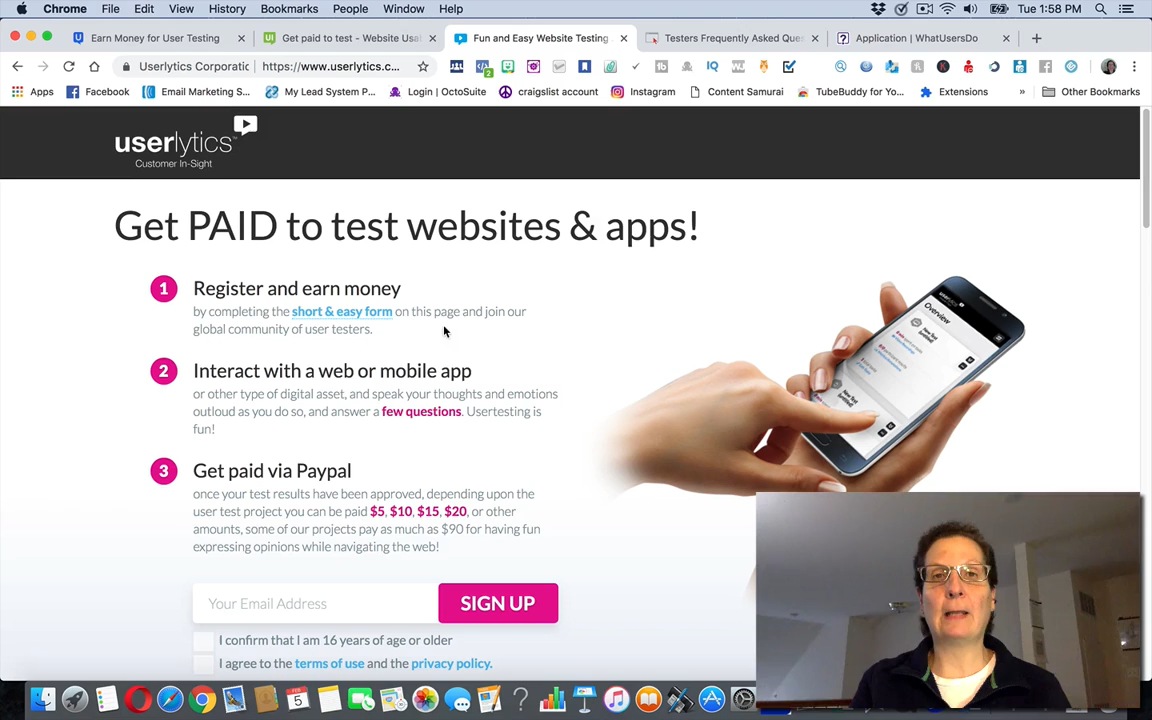 Chrome File Edit View History Bookmarks People Window Help
Tue 1:58 PM
Earn Money for User Testing
Get paid to test - Website Usa
Fun and Easy Website Testing
Testers Frequently Asked Que
Application | WhatUsersDo
Userlytics Corporatic
https://www.userlytics.c...
Apps
Facebook
Email Marketing S...
My Lead System P...
Login | OctoSuite
craigslist account
Instagram
Content Samurai
TubeBuddy for Yo...
Extensions
»
Other Bookmarks
userlytics
Customer In-Sight
Get PAID to test websites & apps!
1 Register and earn money
by completing the short & easy form on this page and join our
global community of user testers.
2 Interact with a web or mobile app
or other type of digital asset, and speak your thoughts and emotions
outloud as you do so, and answer a few questions. Usertesting is
fun!
3 Get paid via Paypal
once your test results have been approved, depending upon the
user test project you can be paid $5, $10, $15, $20, or other
amounts, some of our projects pay as much as $90 for having fun
expressing opinions while navigating the web!
Your Email Address
SIGN UP
I confirm that I am 16 years of age or older
I agree to the terms of use and the privacy policy.
Overview